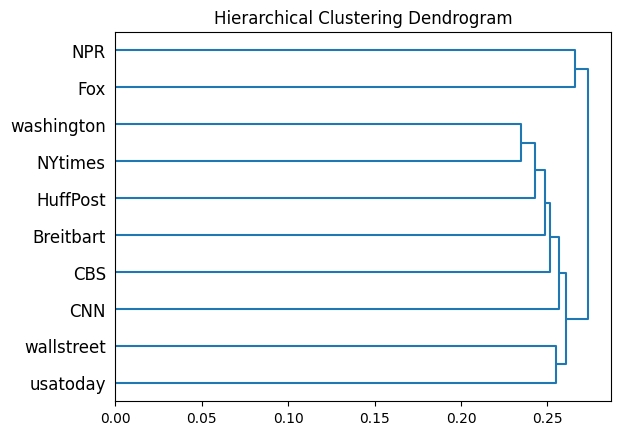 Hierarchical Clustering Dendrogram
NPR
Fox
washington
NYtimes
HuffPost
Breitbart
CBS
CNN
wallstreet
usatoday
0.00 0.05 0.10 0.15 0.20 0.25